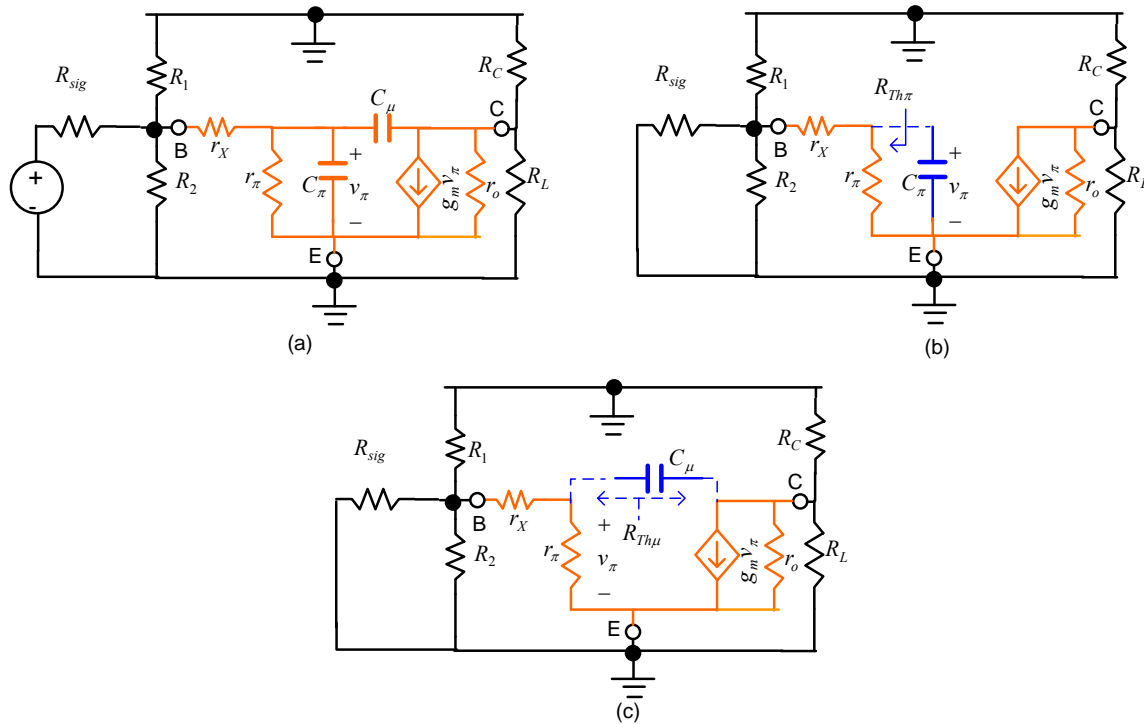 R_sig
R_1
R_2
B
r_X
r_π
C_π
+
v_π
−
C_μ
g_m v_π
r_o
C
R_C
R_L
E
+
-
(a)
R_sig
R_1
R_2
B
r_X
r_π
R_Thπ
C_π
+
v_π
−
g_m v_π
r_o
C
R_C
R_L
E
(b)
R_sig
R_1
R_2
B
r_X
r_π
+
v_π
−
C_μ
R_Thμ
g_m v_π
r_o
C
R_C
R_L
E
(c)